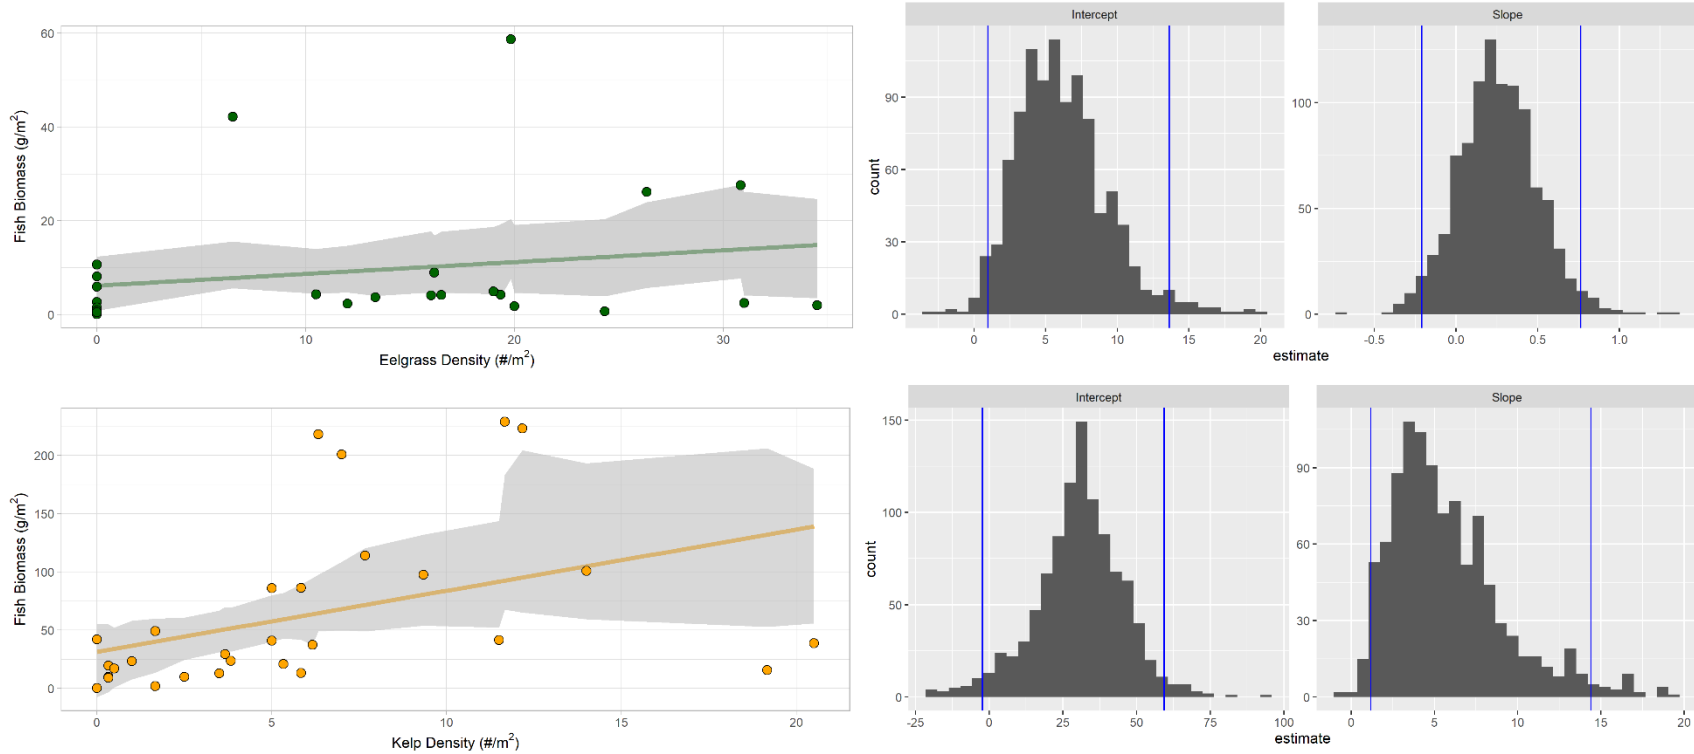 60
40
20
0
Fish Biomass (g/m²)
0 10 20 30
Eelgrass Density (#/m²)
Intercept Slope
90
60
30
0
count
100
50
0
0 5 10 15 20
-0.5 0.0 0.5 1.0
estimate
200
150
100
50
0
Fish Biomass (g/m²)
0 5 10 15 20
Kelp Density (#/m²)
Intercept Slope
150
100
50
0
count
90
60
30
0
-25 0 25 50 75 100
0 5 10 15 20
estimate